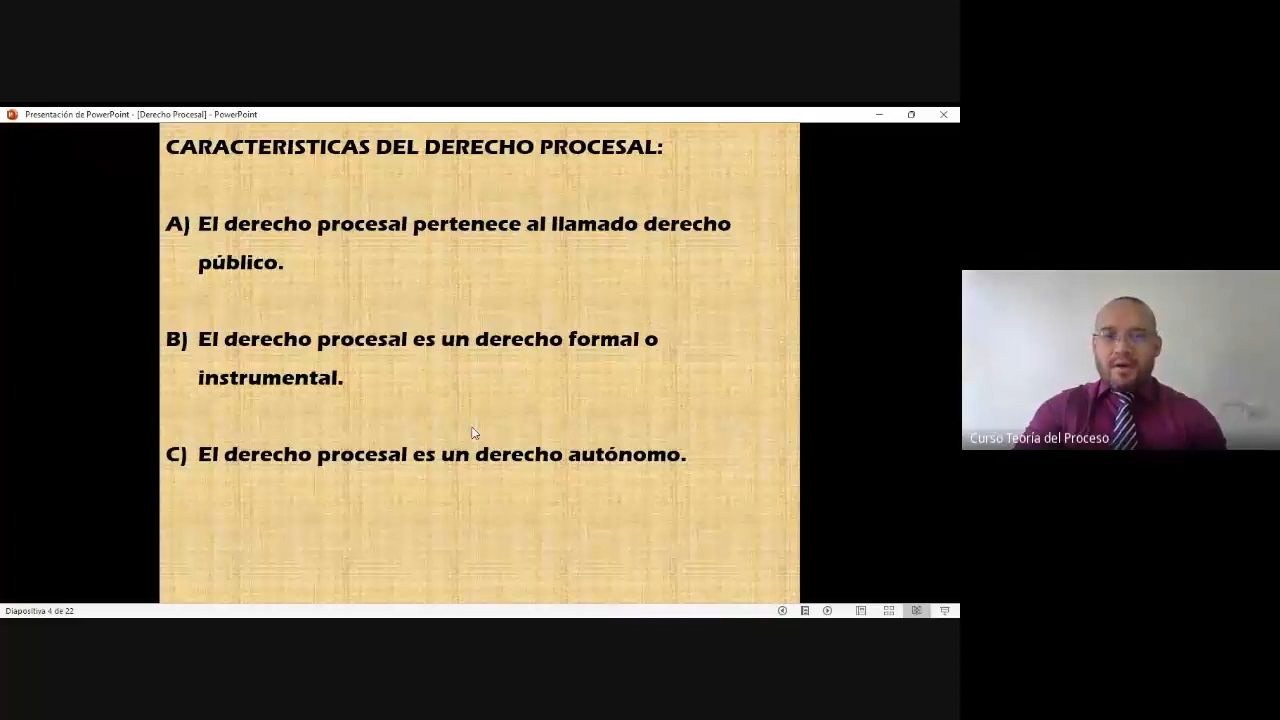 Presentación de PowerPoint - [Derecho Procesal] - PowerPoint
CARACTERISTICAS DEL DERECHO PROCESAL:
A) El derecho procesal pertenece al llamado derecho
público.
B) El derecho procesal es un derecho formal o
instrumental.
C) El derecho procesal es un derecho autónomo.
Curso Teoría del Proceso
Diapositiva 4 de 22